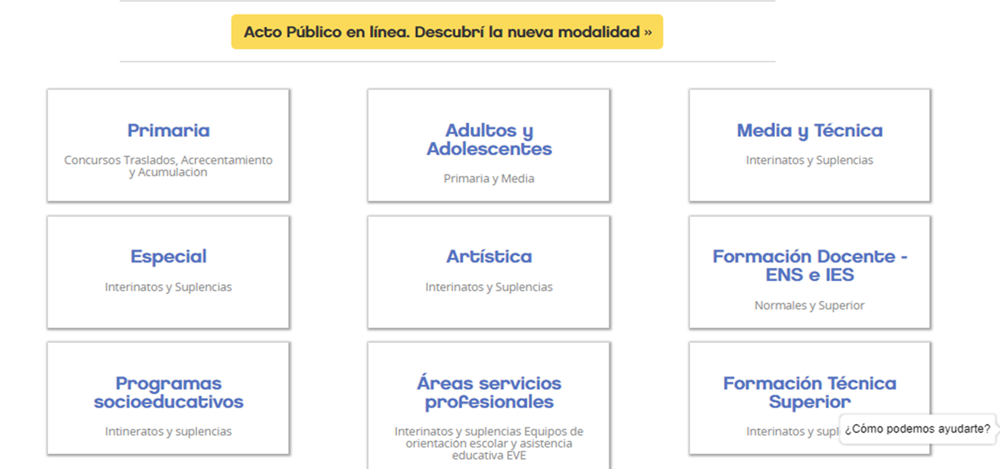 Acto Público en línea. Descubrí la nueva modalidad »
Primaria
Concursos Traslados, Acrecentamiento
y Acumulación
Adultos y
Adolescentes
Primaria y Media
Media y Técnica
Interinatos y Suplencias
Especial
Interinatos y Suplencias
Artística
Interinatos y Suplencias
Formación Docente -
ENS e IES
Normales y Superior
Programas
socioeducativos
Intineratos y suplencias
Áreas servicios
profesionales
Interinatos y suplencias Equipos de
orientación escolar y asistencia
educativa EVE
Formación Técnica
Superior
Interinatos y supl
¿Cómo podemos ayudarte?